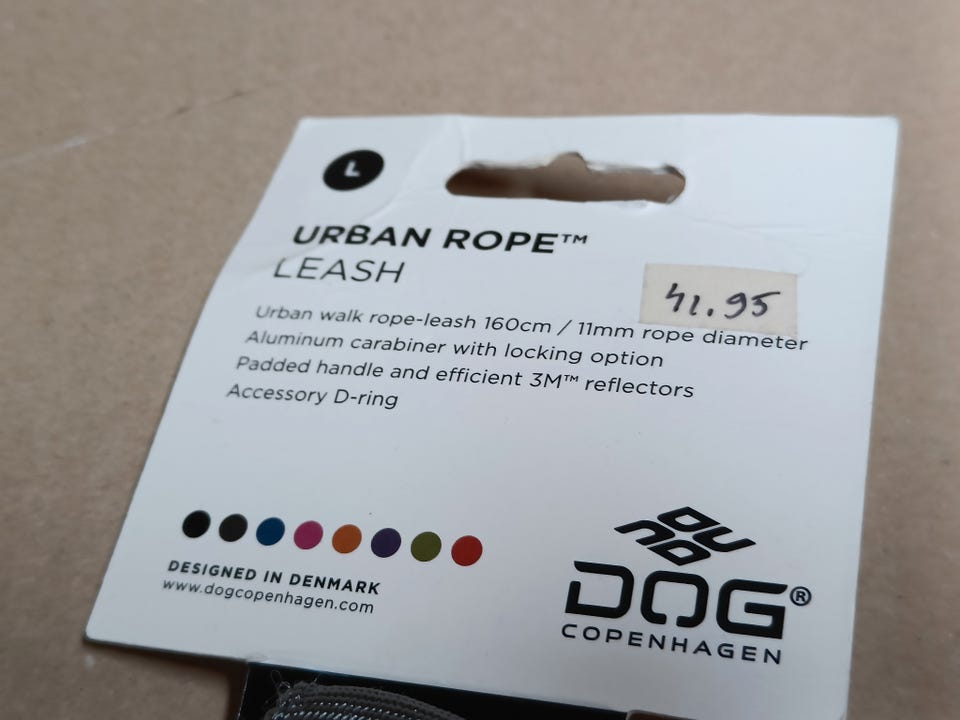 L
URBAN ROPE™
LEASH
41.95
Urban walk rope-leash 160cm / 11mm rope diameter
Aluminum carabiner with locking option
Padded handle and efficient 3M™ reflectors
Accessory D-ring
DESIGNED IN DENMARK
www.dogcopenhagen.com
DOG®
COPENHAGEN